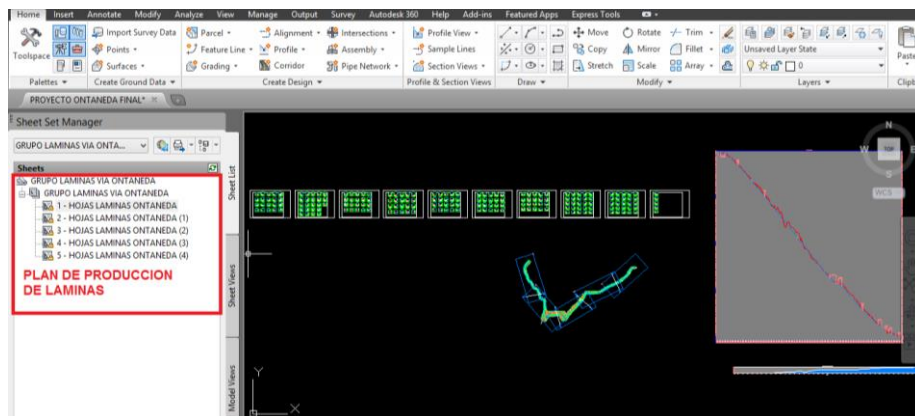 Home Insert Annotate Modify Analyze View Manage Output Survey Autodesk 360 Help Add-ins Featured Apps Express Tools
Toolspace
Import Survey Data
Points
Surfaces
Parcel
Feature Line
Grading
Alignment
Profile
Corridor
Intersections
Assembly
Pipe Network
Profile View
Sample Lines
Section Views
Move
Copy
Stretch
Rotate
Mirror
Scale
Trim
Fillet
Array
Unsaved Layer State
0
Paste
Palettes Create Ground Data Create Design Profile & Section Views Draw Modify Layers
PROYECTO ONTANEDA FINAL*
Sheet Set Manager
GRUPO LAMINAS VIA ONTA...
Sheets
GRUPO LAMINAS VIA ONTANEDA
GRUPO LAMINAS VIA ONTANEDA
1 - HOJAS LAMINAS ONTANEDA
2 - HOJAS LAMINAS ONTANEDA (1)
3 - HOJAS LAMINAS ONTANEDA (2)
4 - HOJAS LAMINAS ONTANEDA (3)
5 - HOJAS LAMINAS ONTANEDA (4)
PLAN DE PRODUCCION
DE LAMINAS
Sheet List
Sheet Views
Model Views
N
W
TOP
E
S
WCS
Y
X